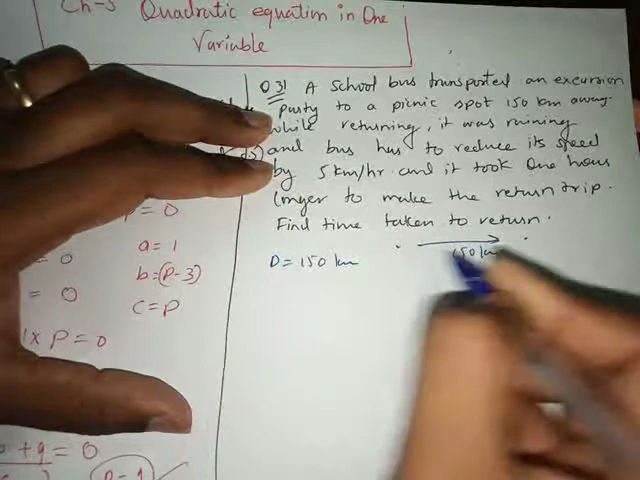 Ch-5 Quadratic equation in One
Variable
Q 31 A school bus transported an excursion
party to a picnic spot 150 km away.
while returning, it was raining
and bus has to reduce its speed
by 5 km/hr. and it took One hour
longer to make the return trip.
Find time taken to return.
150 km
D = 150 km
= 0
a = 1
= 0
b = (P-3)
= 0
c = P
1x P = 0
+ 9 = 0